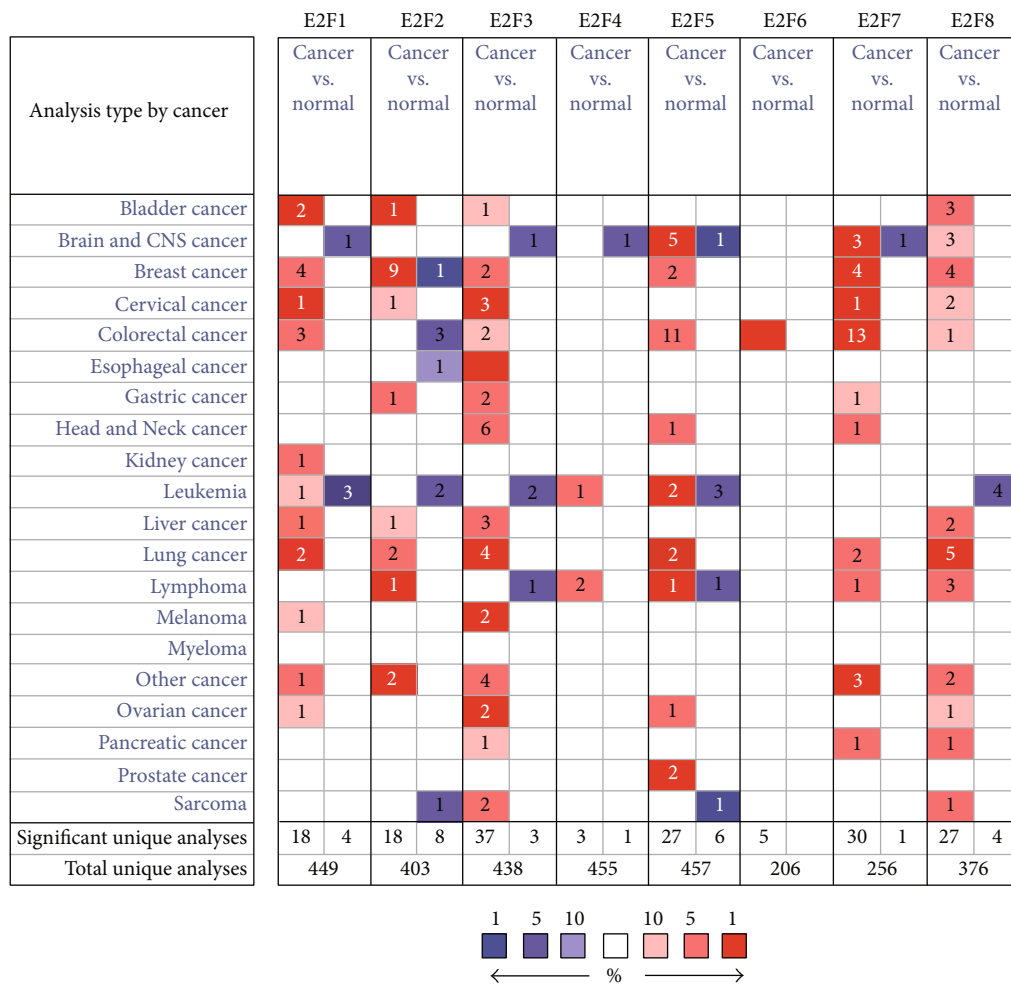 E2F1 E2F2 E2F3 E2F4 E2F5 E2F6 E2F7 E2F8
Analysis type by cancer
Cancer vs. normal Cancer vs. normal Cancer vs. normal Cancer vs. normal Cancer vs. normal Cancer vs. normal Cancer vs. normal Cancer vs. normal
Bladder cancer 2 1 1 3
Brain and CNS cancer 1 1 1 5 1 3 1 3
Breast cancer 4 9 1 2 2 4 4
Cervical cancer 1 1 3 1 2
Colorectal cancer 3 3 2 11 13 1
Esophageal cancer 1
Gastric cancer 1 2 1
Head and Neck cancer 6 1 1
Kidney cancer 1
Leukemia 1 3 2 2 1 2 3 4
Liver cancer 1 1 3 2
Lung cancer 2 2 4 2 2 5
Lymphoma 1 1 2 1 1 1 3
Melanoma 1 2
Myeloma
Other cancer 1 2 4 3 2
Ovarian cancer 1 2 1 1
Pancreatic cancer 1 1 1
Prostate cancer 2
Sarcoma 1 2 1 1
Significant unique analyses 18 4 18 8 37 3 3 1 27 6 5 30 1 27 4
Total unique analyses 449 403 438 455 457 206 256 376
1 5 10 10 5 1
%